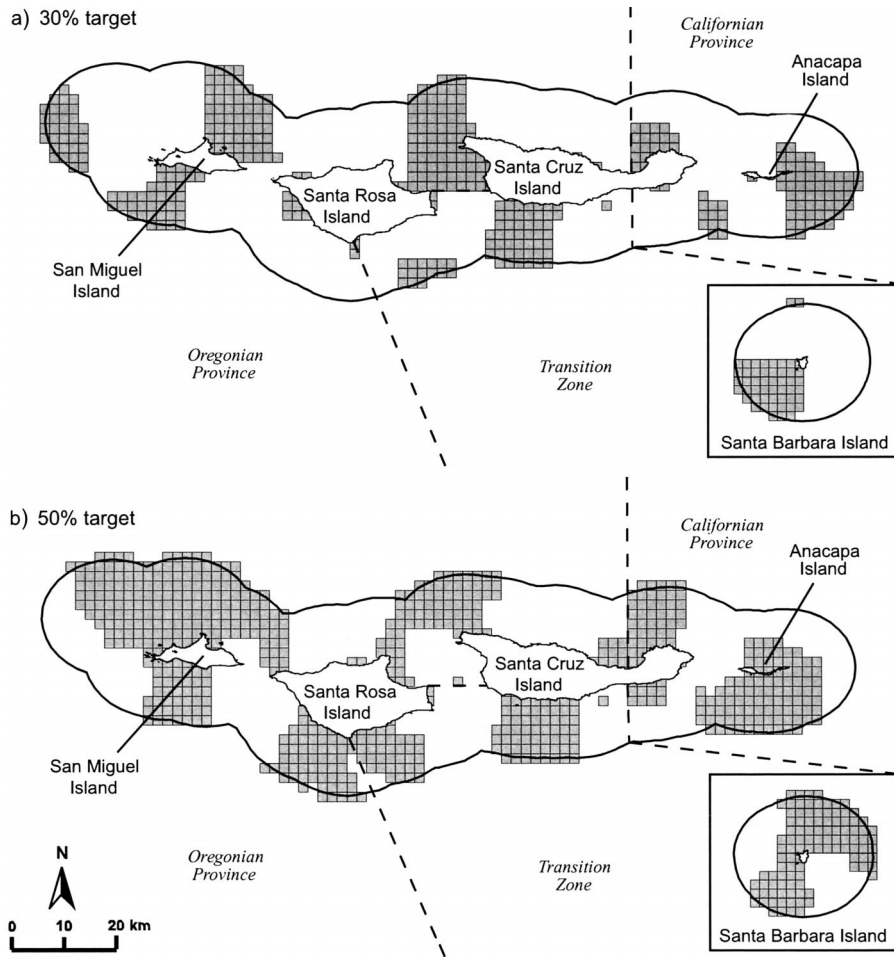 a) 30% target
Californian
Province
Anacapa
Island
Santa Cruz
Island
Santa Rosa
Island
San Miguel
Island
Oregonian
Province
Transition
Zone
Santa Barbara Island
b) 50% target
Californian
Province
Anacapa
Island
Santa Cruz
Island
Santa Rosa
Island
San Miguel
Island
Oregonian
Province
Transition
Zone
Santa Barbara Island
N
0 10 20 km